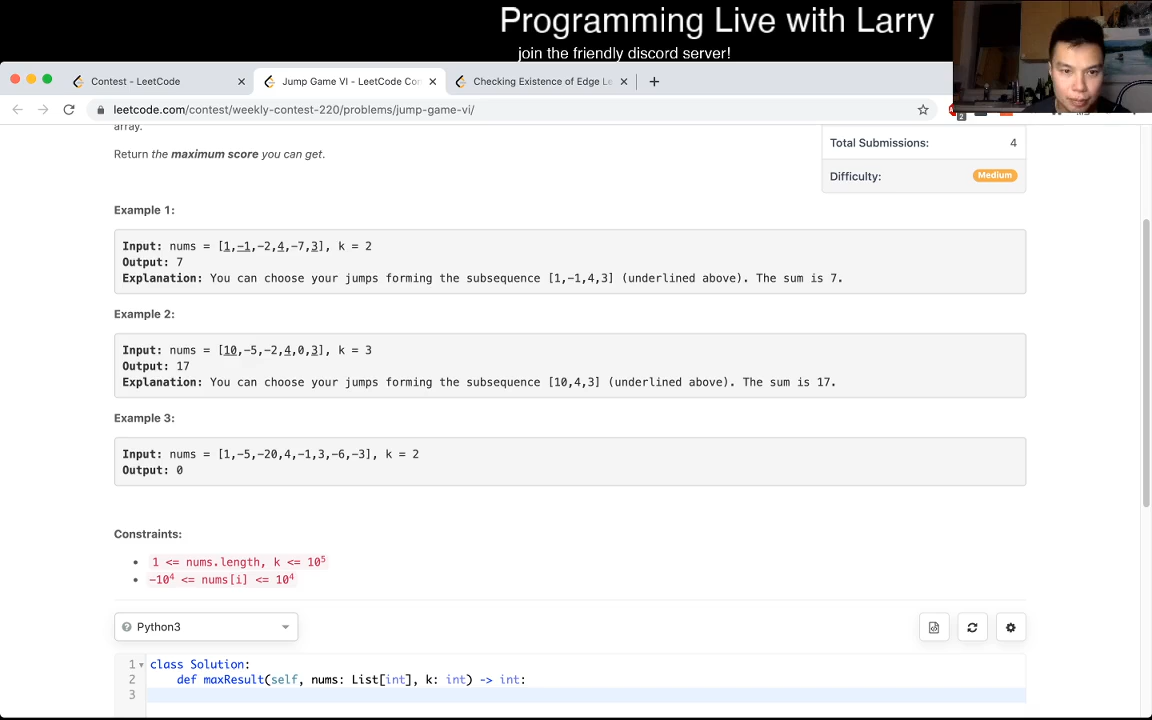 Programming Live with Larry
join the friendly discord server!
Contest - LeetCode
Jump Game VI - LeetCode Con
Checking Existence of Edge Le
leetcode.com/contest/weekly-contest-220/problems/jump-game-vi/
2
array.
Return the maximum score you can get.
Total Submissions: 4
Difficulty: Medium
Example 1:
Input: nums = [1,-1,-2,4,-7,3], k = 2
Output: 7
Explanation: You can choose your jumps forming the subsequence [1,-1,4,3] (underlined above). The sum is 7.
Example 2:
Input: nums = [10,-5,-2,4,0,3], k = 3
Output: 17
Explanation: You can choose your jumps forming the subsequence [10,4,3] (underlined above). The sum is 17.
Example 3:
Input: nums = [1,-5,-20,4,-1,3,-6,-3], k = 2
Output: 0
Constraints:
1 <= nums.length, k <= 10⁵
-10⁴ <= nums[i] <= 10⁴
Python3
1 class Solution:
2 def maxResult(self, nums: List[int], k: int) -> int:
3